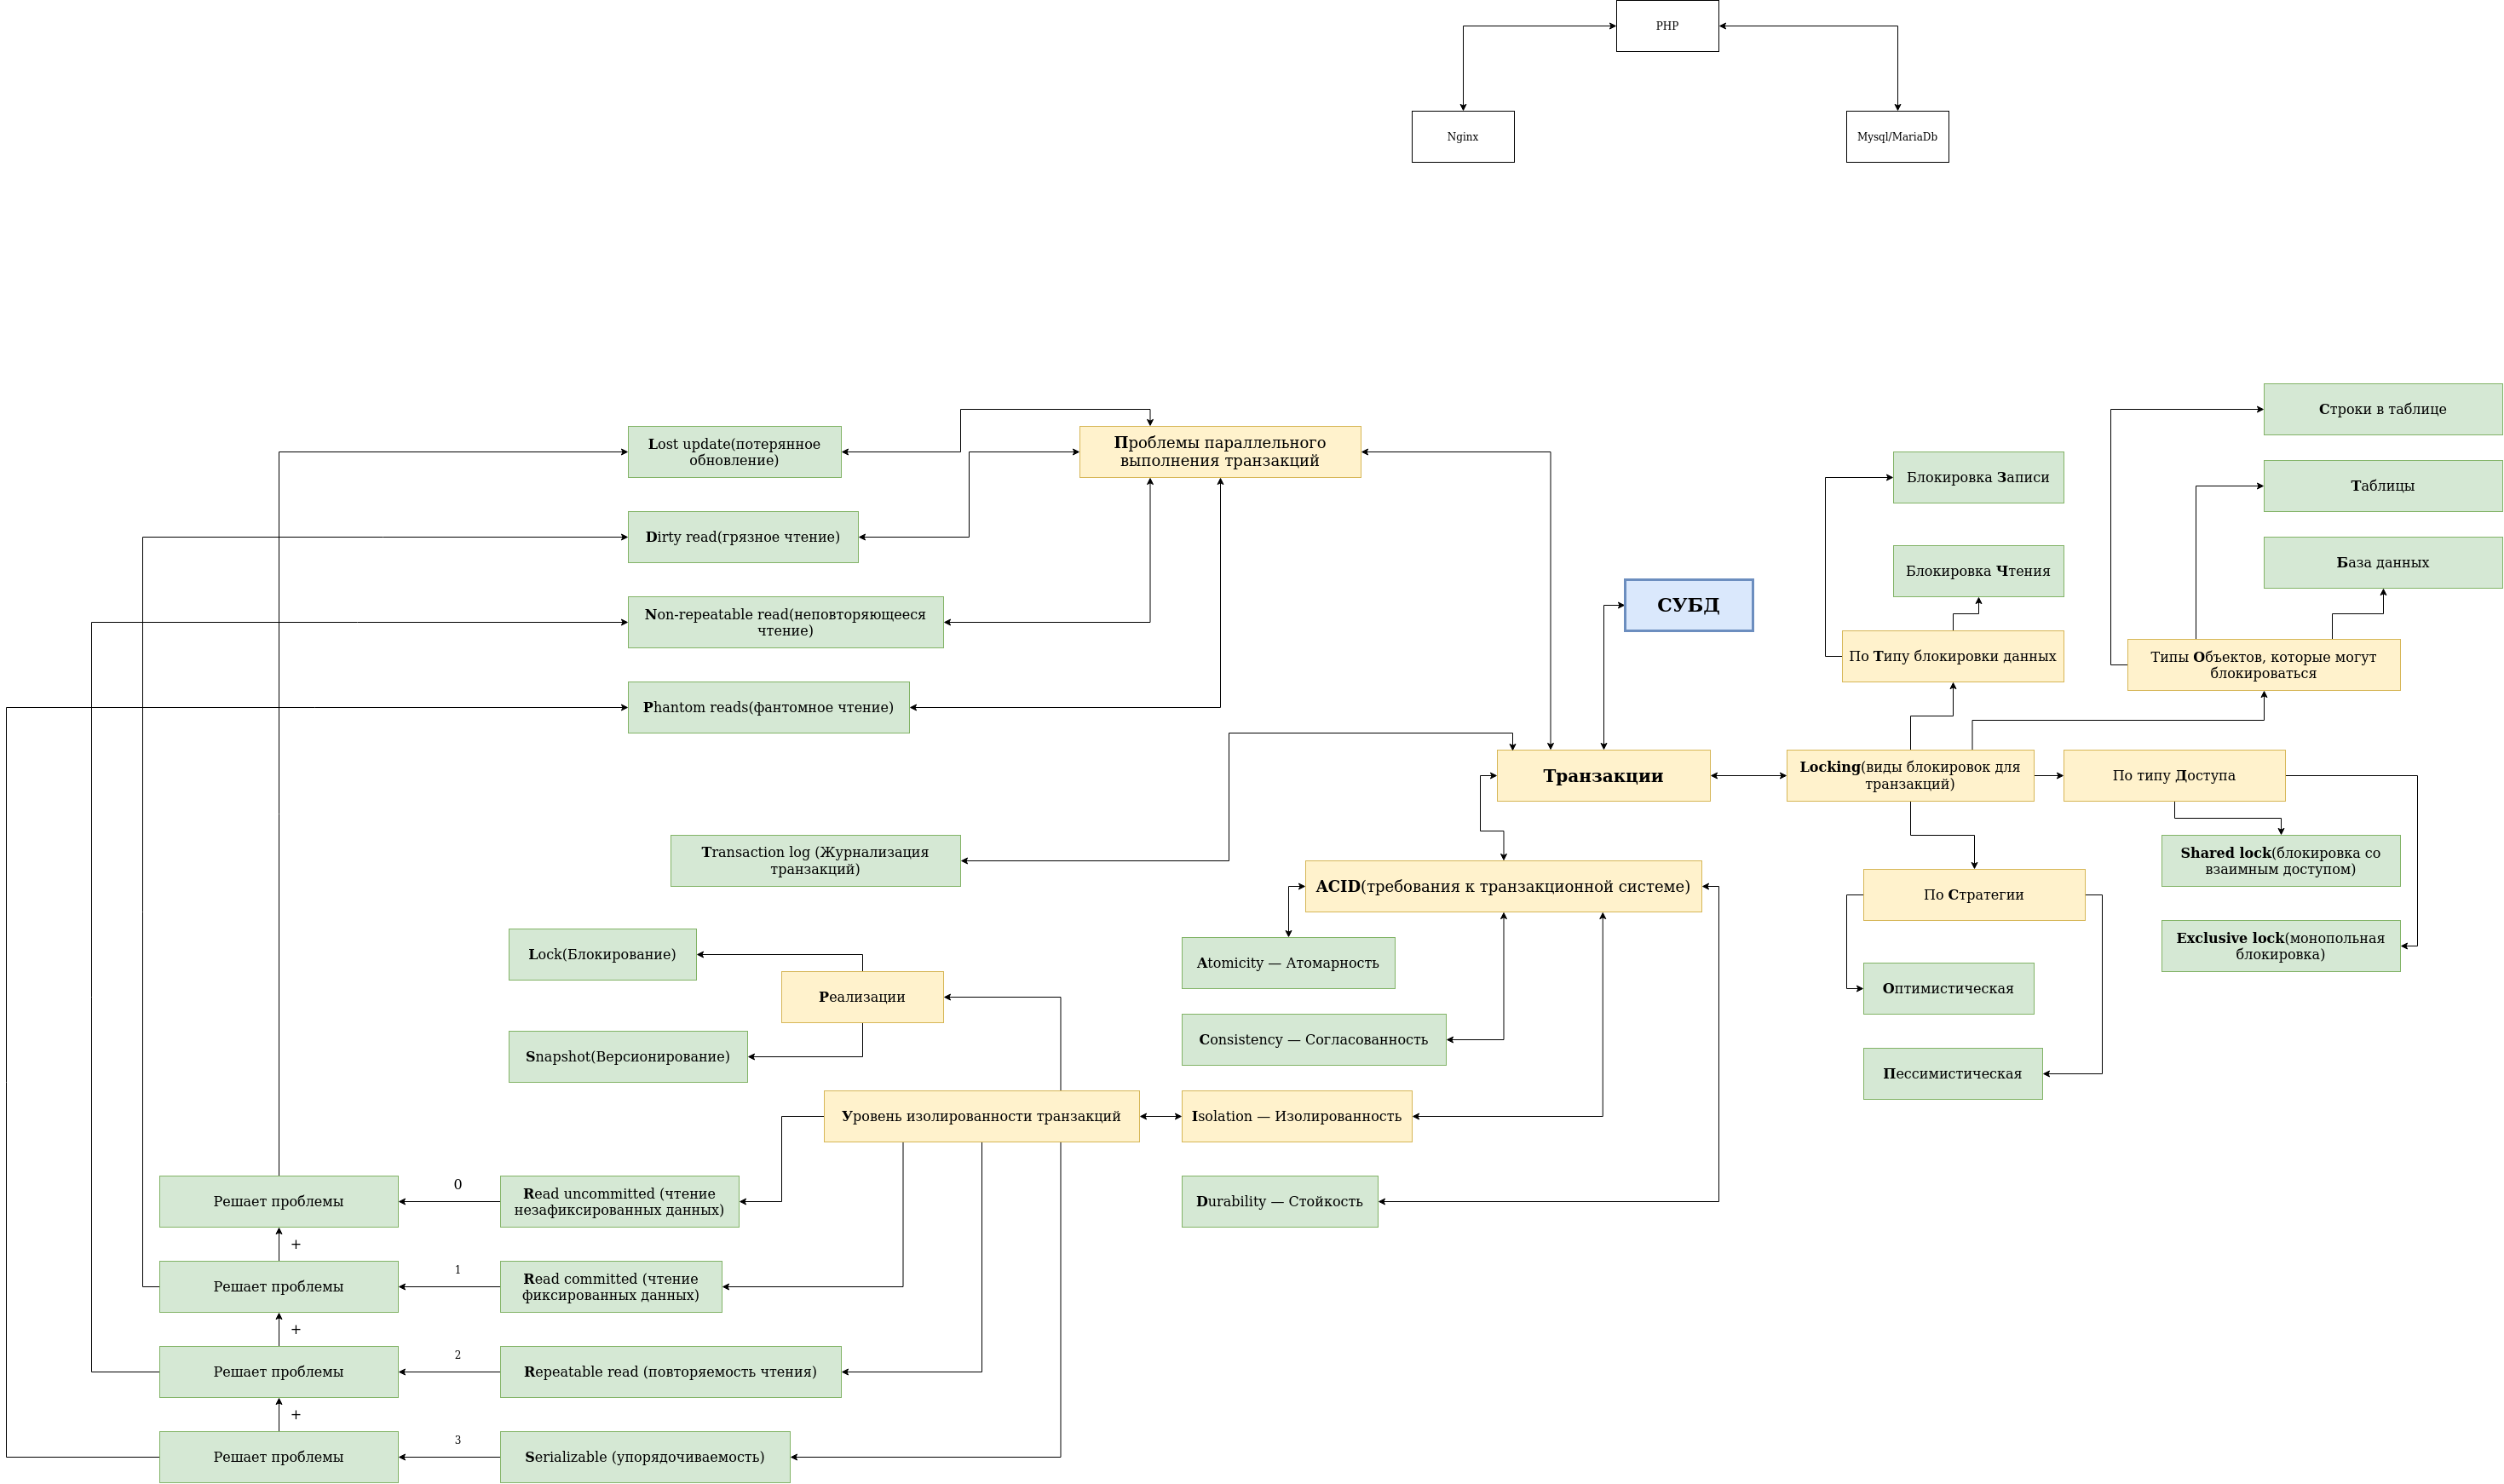 PHP
Nginx
Mysql/MariaDb
Строки в таблице
Lost update(потерянное
обновление)
Проблемы параллельного
выполнения транзакций
Блокировка Записи
Таблицы
Dirty read(грязное чтение)
Блокировка Чтения
База данных
Non-repeatable read(неповторяющееся
чтение)
СУБД
По Типу блокировки данных
Типы Объектов, которые могут
блокироваться
Phantom reads(фантомное чтение)
Транзакции
Locking(виды блокировок для
транзакций)
По типу Доступа
Transaction log (Журнализация
транзакций)
ACID(требования к транзакционной системе)
Shared lock(блокировка со
взаимным доступом)
По Стратегии
Exclusive lock(монопольная
блокировка)
Lock(Блокирование)
Atomicity — Атомарность
Реализации
Оптимистическая
Snapshot(Версионирование)
Consistency — Согласованность
Пессимистическая
Уровень изолированности транзакций
Isolation — Изолированность
Решает проблемы
0
Read uncommitted (чтение
незафиксированных данных)
Durability — Стойкость
+
Решает проблемы
1
Read committed (чтение
фиксированных данных)
+
Решает проблемы
2
Repeatable read (повторяемость чтения)
+
Решает проблемы
3
Serializable (упорядочиваемость)